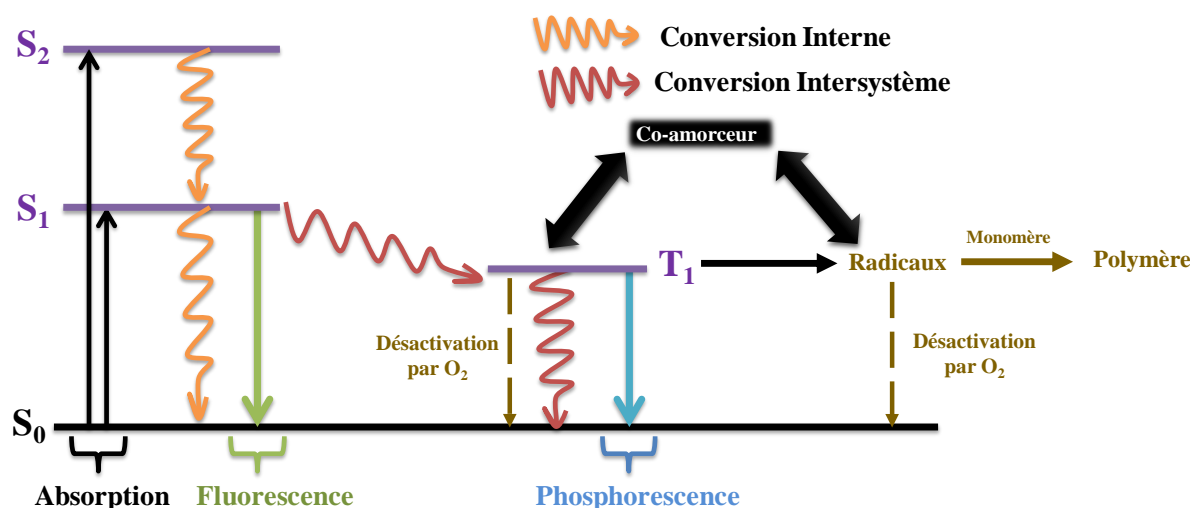 S₂
Conversion Interne
Conversion Intersystème
Co-amorceur
S₁
T₁
Radicaux
Monomère
Polymère
Désactivation
par O₂
Désactivation
par O₂
S₀
Absorption
Fluorescence
Phosphorescence